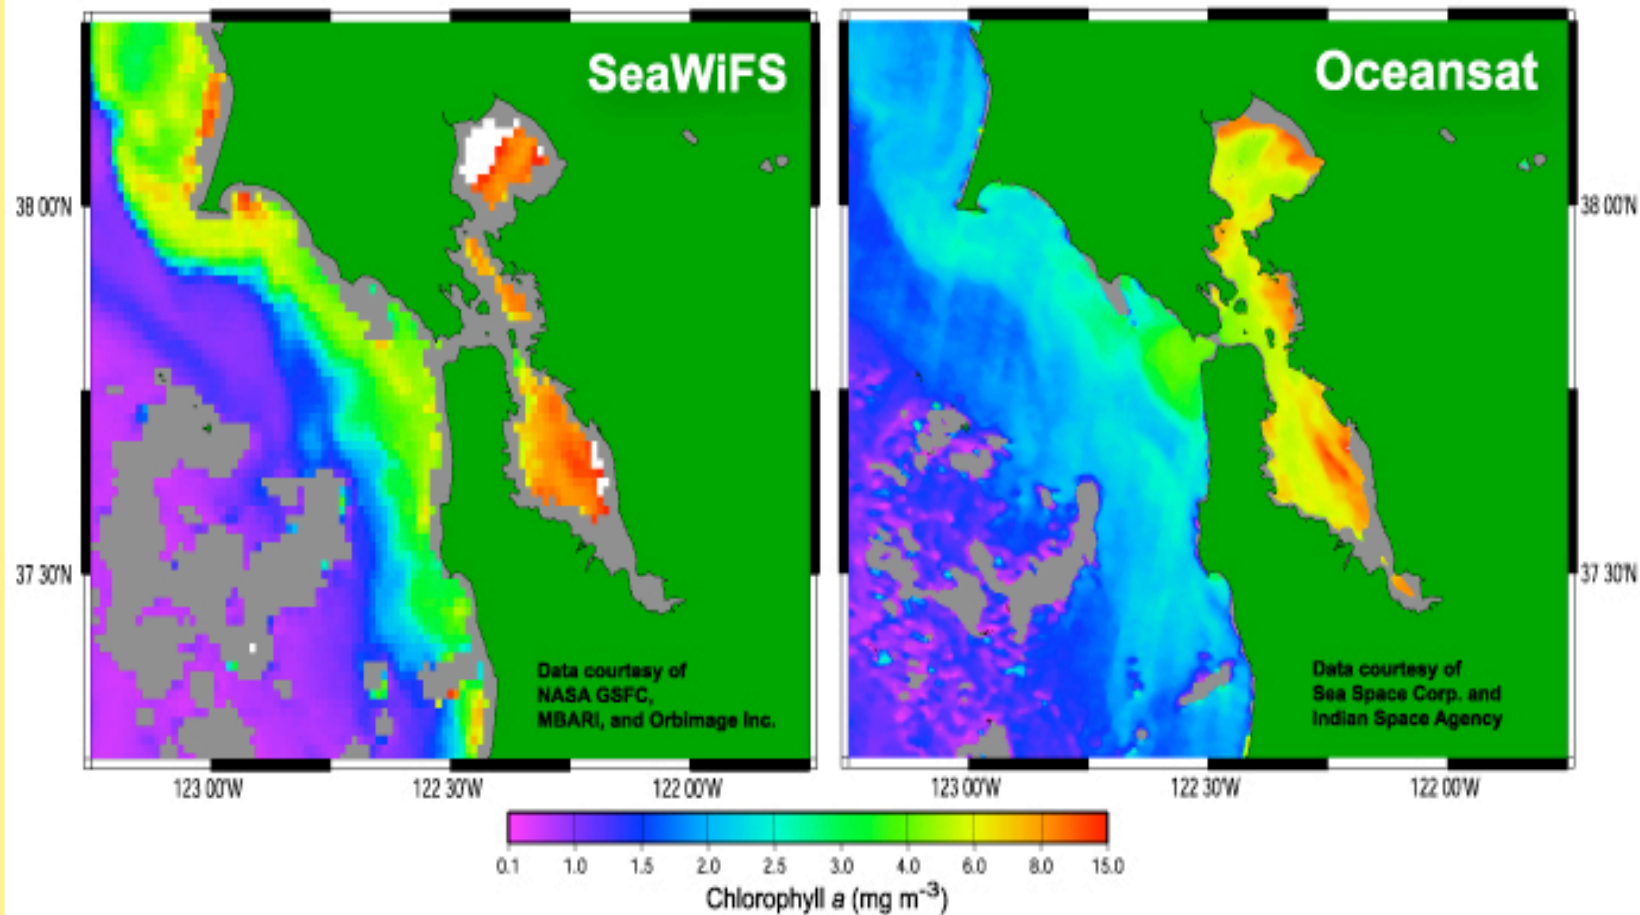 SeaWiFS
Oceansat
38 00'N
38 00'N
37 30'N
37 30'N
Data courtesy of
NASA GSFC,
MBARI, and Orbimage Inc.
Data courtesy of
Sea Space Corp. and
Indian Space Agency
123 00'W 122 30'W 122 00'W
123 00'W 122 30'W 122 00'W
0.1 1.0 1.5 2.0 2.5 3.0 4.0 6.0 8.0 15.0
Chlorophyll a (mg m⁻³)